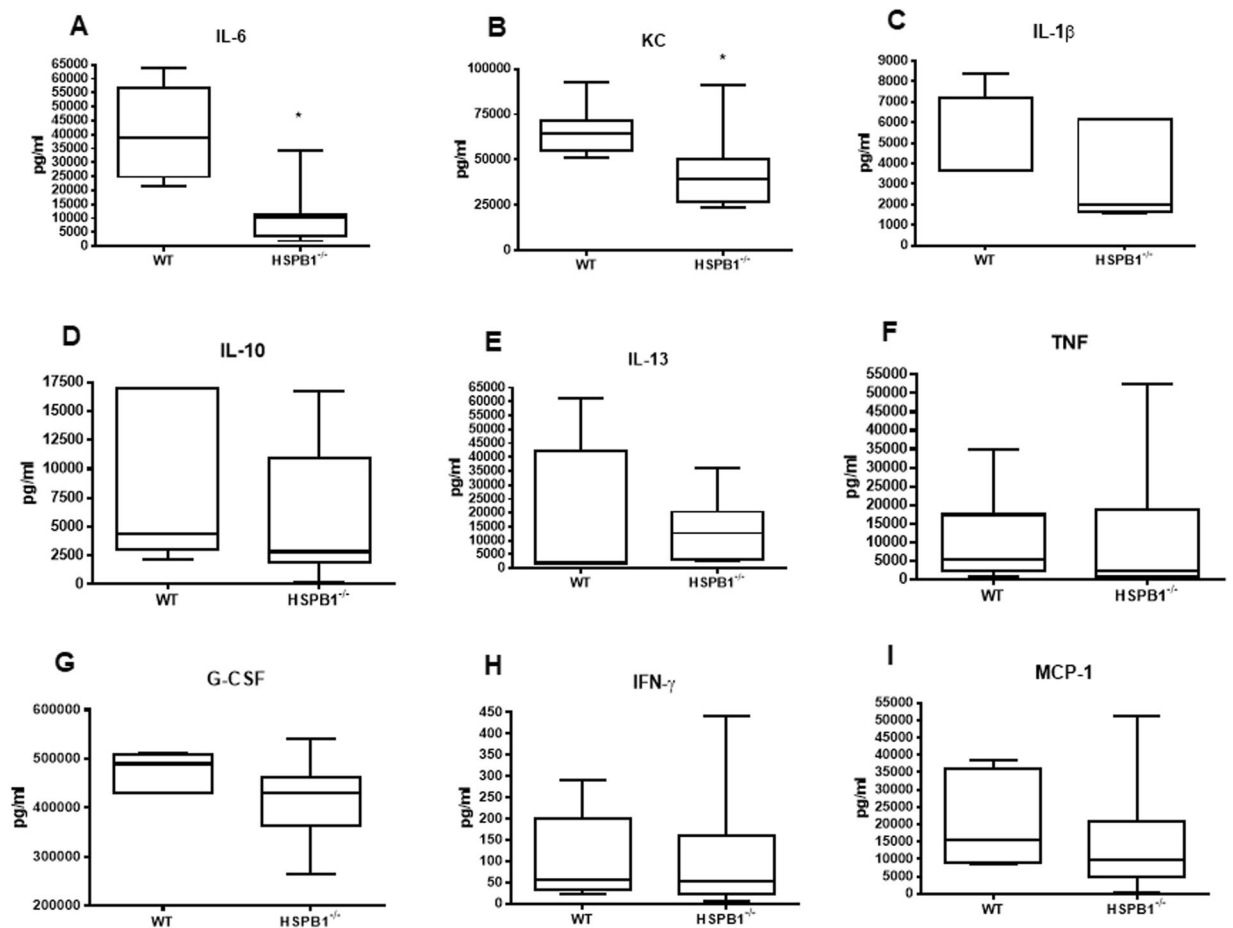 A
IL-6
pg/ml
65000
60000
55000
50000
45000
40000
35000
30000
25000
20000
15000
10000
5000
0
*
WT
HSPB1-/-
B
KC
pg/ml
100000
75000
50000
25000
0
*
WT
HSPB1-/-
C
IL-1β
pg/ml
9000
8000
7000
6000
5000
4000
3000
2000
1000
0
WT
HSPB1-/-
D
IL-10
pg/ml
17500
15000
12500
10000
7500
5000
2500
0
WT
HSPB1-/-
E
IL-13
pg/ml
65000
60000
55000
50000
45000
40000
35000
30000
25000
20000
15000
10000
5000
0
WT
HSPB1-/-
F
TNF
pg/ml
55000
50000
45000
40000
35000
30000
25000
20000
15000
10000
5000
0
WT
HSPB1-/-
G
G-CSF
pg/ml
600000
500000
400000
300000
200000
WT
HSPB1-/-
H
IFN-γ
pg/ml
450
400
350
300
250
200
150
100
50
0
WT
HSPB1-/-
I
MCP-1
pg/ml
55000
50000
45000
40000
35000
30000
25000
20000
15000
10000
5000
0
WT
HSPB1-/-